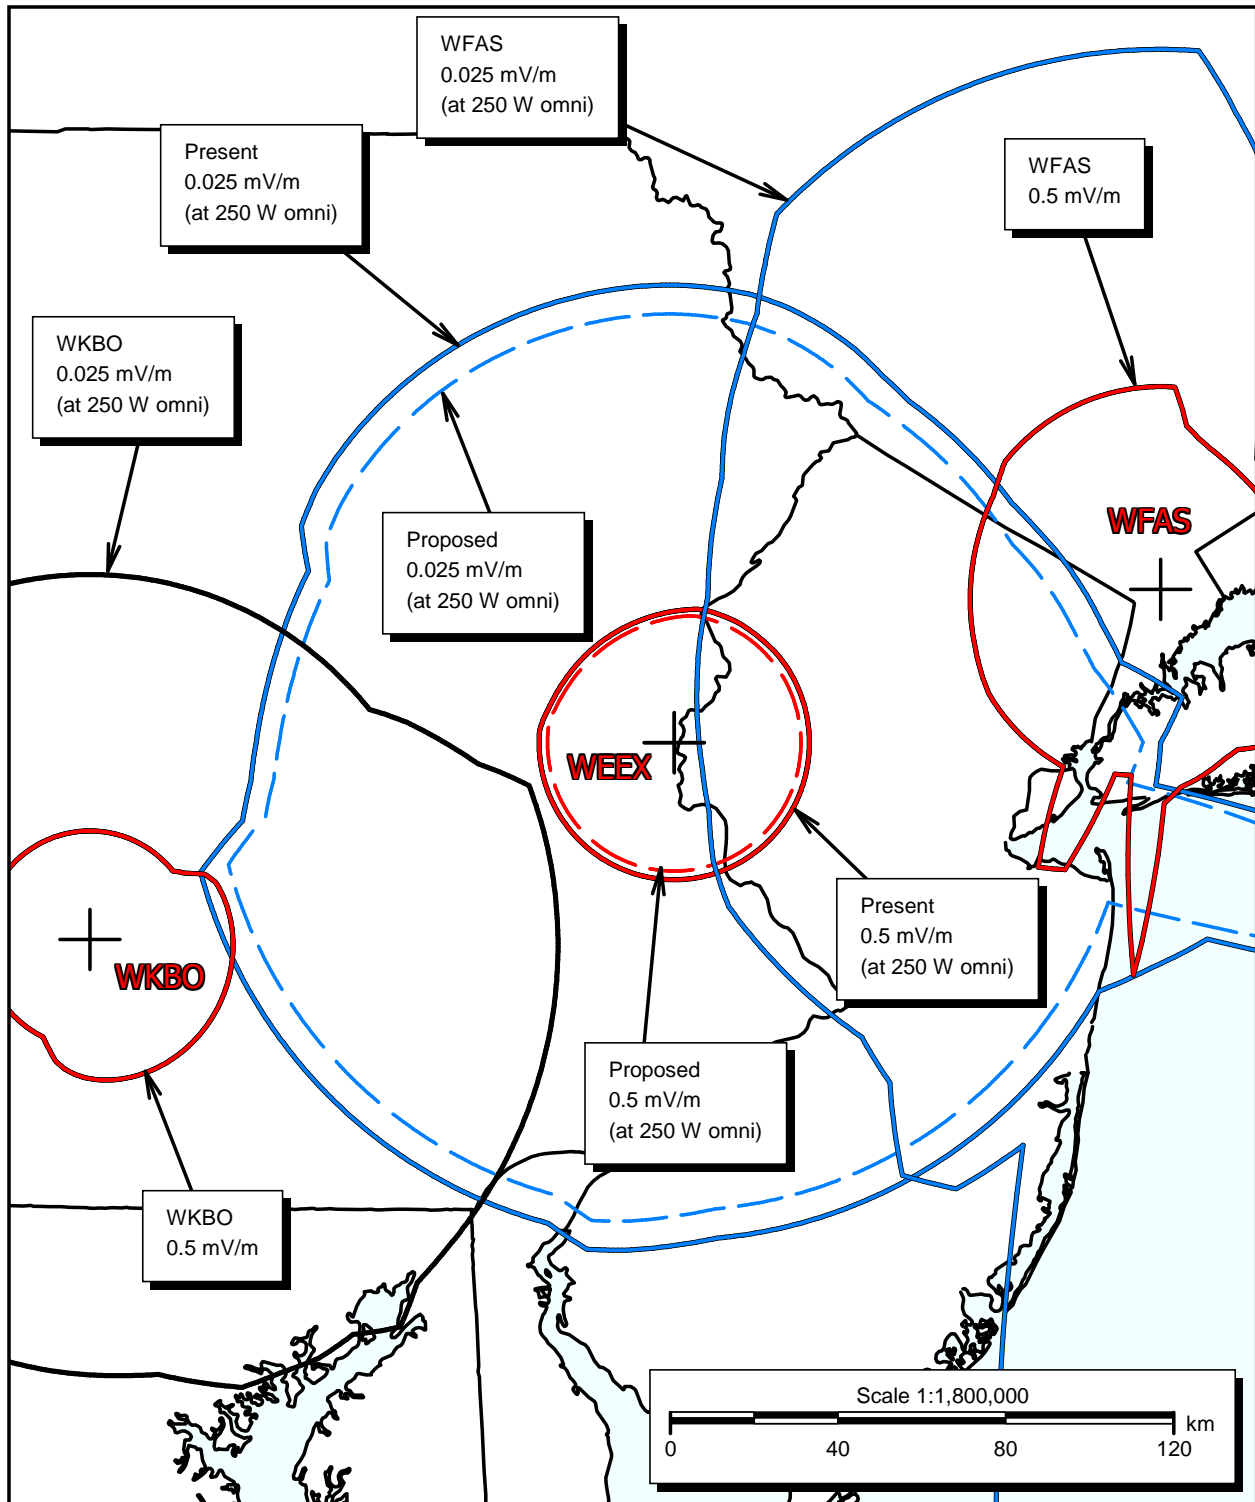 WFAS
0.025 mV/m
(at 250 W omni)
Present
0.025 mV/m
(at 250 W omni)
WFAS
0.5 mV/m
WKBO
0.025 mV/m
(at 250 W omni)
Proposed
0.025 mV/m
(at 250 W omni)
WFAS
WEEX
WKBO
Present
0.5 mV/m
(at 250 W omni)
Proposed
0.5 mV/m
(at 250 W omni)
WKBO
0.5 mV/m
Scale 1:1,800,000
km
0 40 80 120